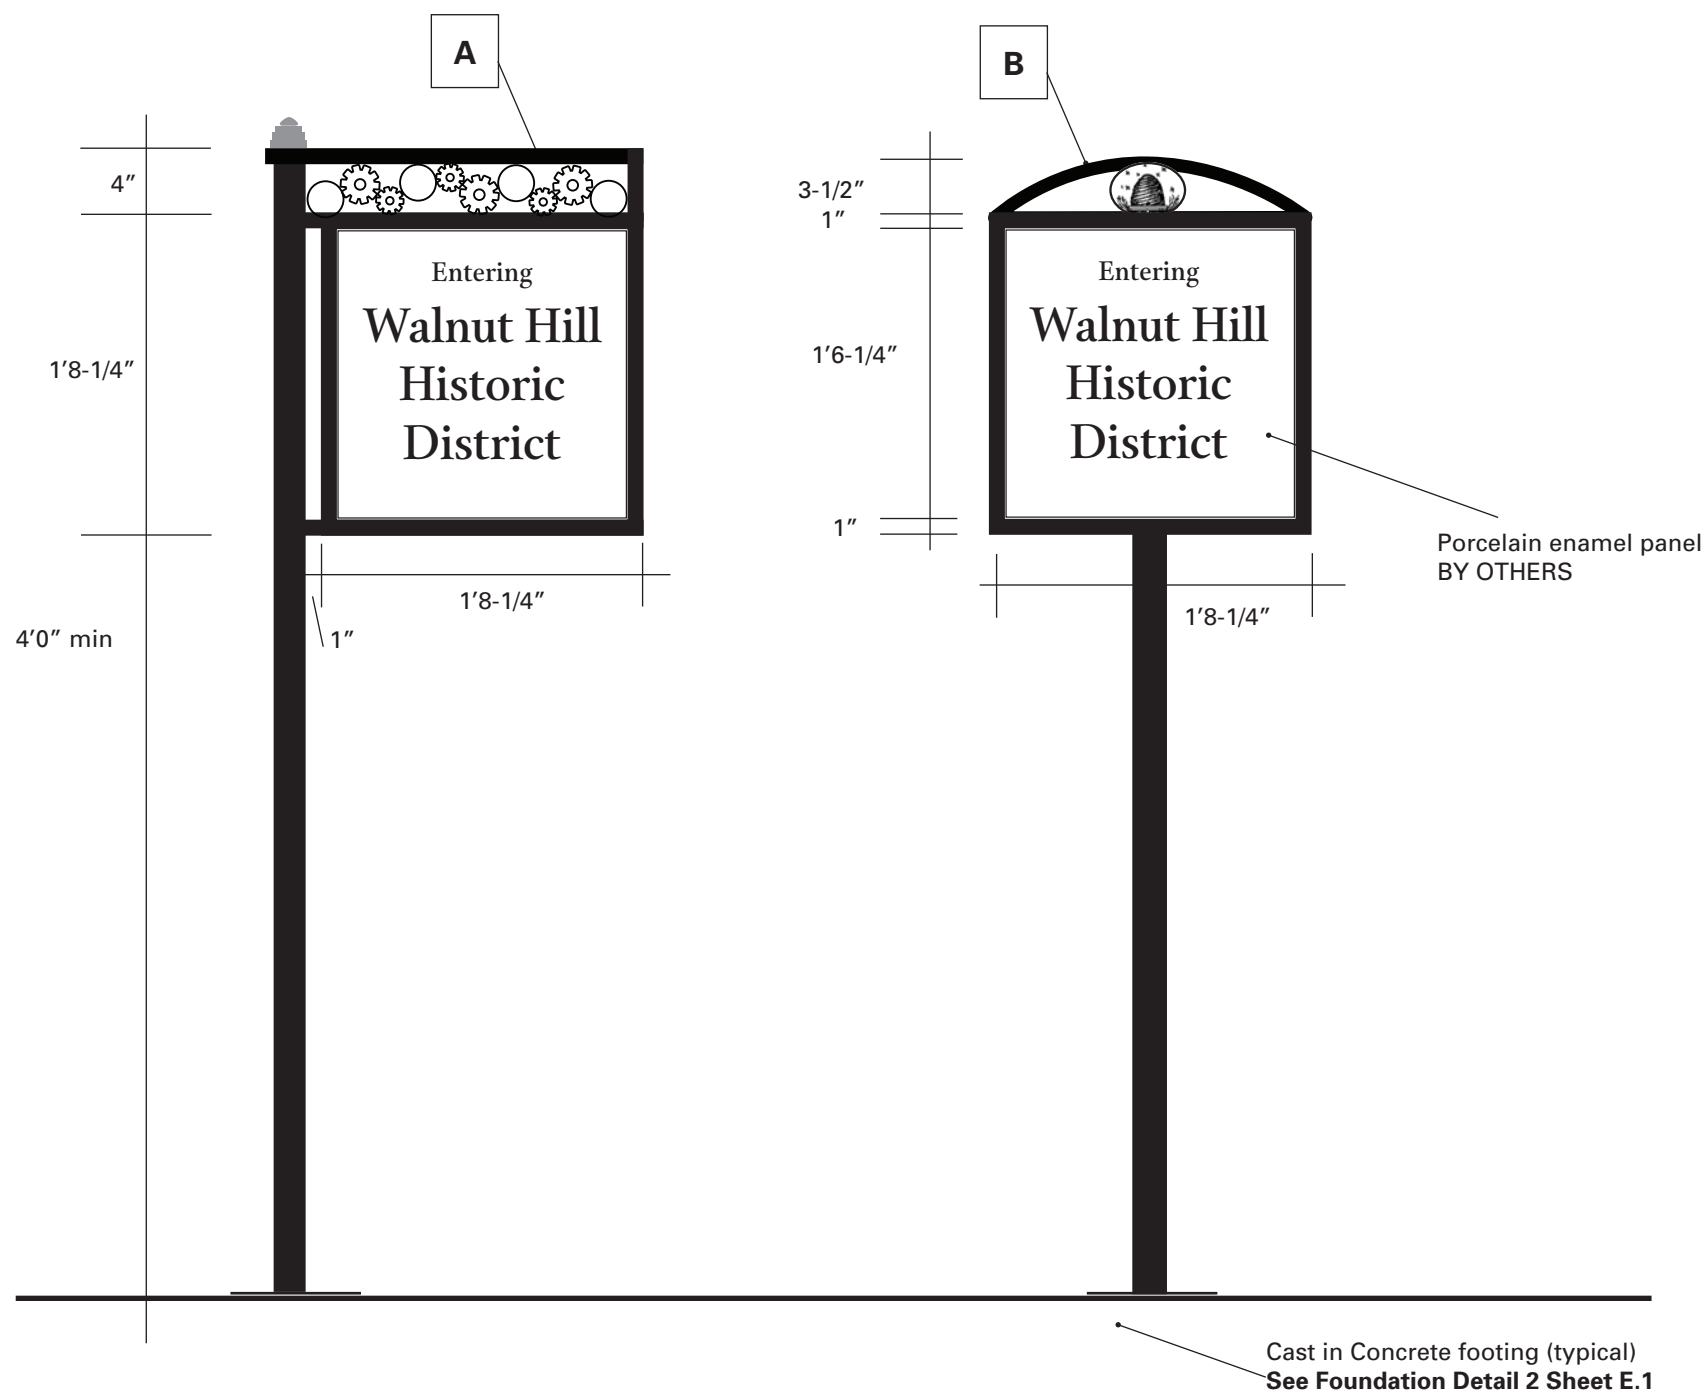 A
B
4”
3-1/2”
1”
Entering
Walnut Hill
Historic
District
Entering
Walnut Hill
Historic
District
1’8-1/4”
1’6-1/4”
1”
Porcelain enamel panel
BY OTHERS
1’8-1/4”
1’8-1/4”
4’0” min
1”
Cast in Concrete footing (typical)
See Foundation Detail 2 Sheet E.1